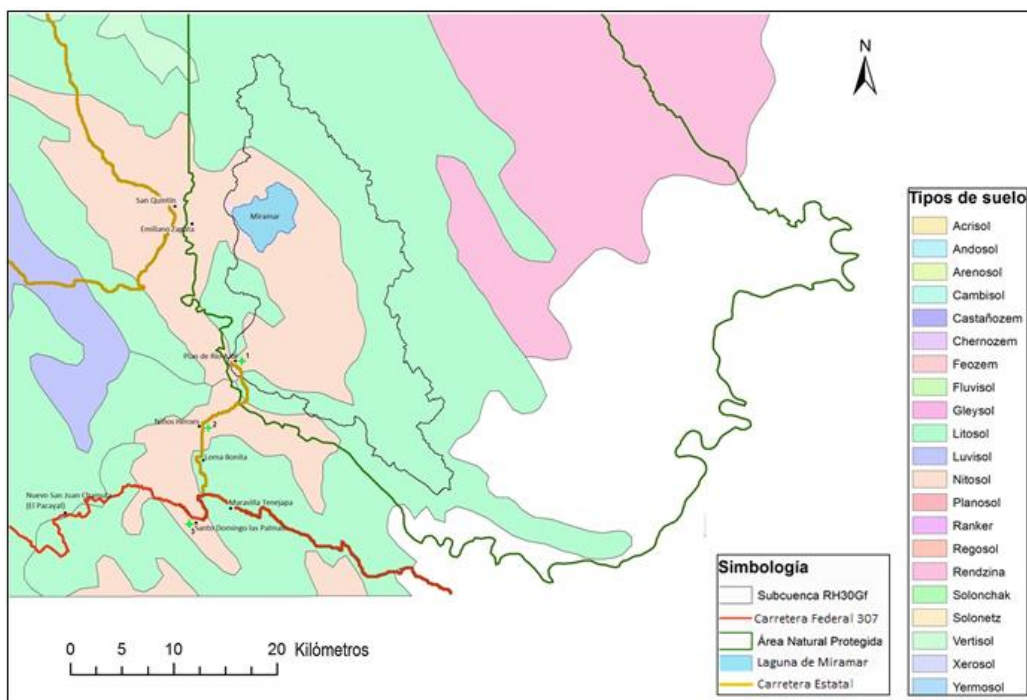 N
San Quintín
Miramar
Emiliano Zapata
Plan de Río Azul
1
Niños Héroes
2
Loma Bonita
Nuevo San Juan Chamula
(El Pacayal)
Maravilla Tenejapa
3
Santo Domingo las Palmas
0 5 10 20 Kilómetros
Simbología
Subcuenca RH30Gf
Carretera Federal 307
Área Natural Protegida
Laguna de Miramar
Carretera Estatal
Tipos de suelo
Acrisol
Andosol
Arenosol
Cambisol
Castañozem
Chernozem
Feozem
Fluvisol
Gleysol
Litosol
Luvisol
Nitosol
Planosol
Ranker
Regosol
Rendzina
Solonchak
Solonetz
Vertisol
Xerosol
Yermosol